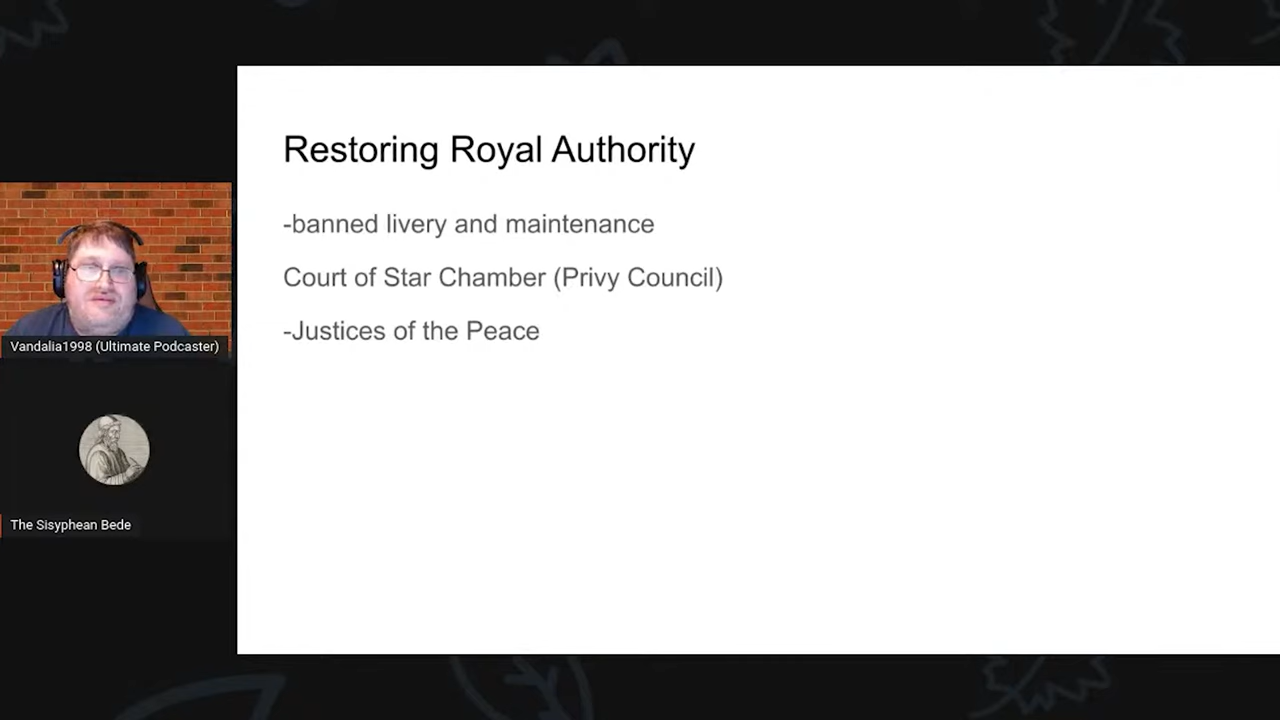 Restoring Royal Authority
-banned livery and maintenance
Court of Star Chamber (Privy Council)
-Justices of the Peace
Vandalia1998 (Ultimate Podcaster)
The Sisyphean Bede